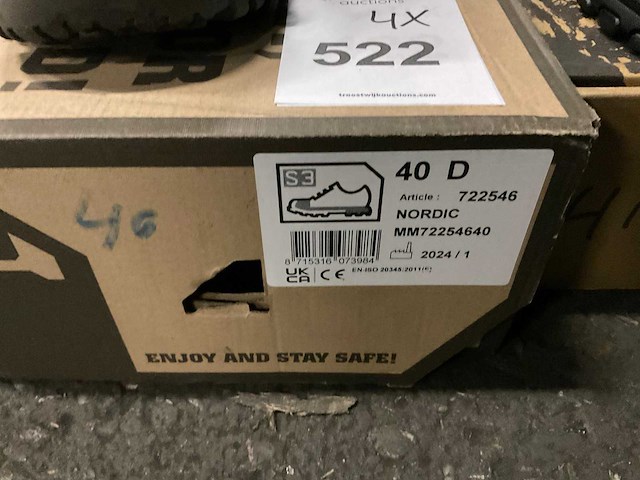 auctions
4X
522
troostwijkauctions.com
S3
40 D
Article : 722546
NORDIC
MM72254640
2024 / 1
8 715316 073984
UK
CA CE EN-ISO 20345:2011(E)
46
ENJOY AND STAY SAFE!